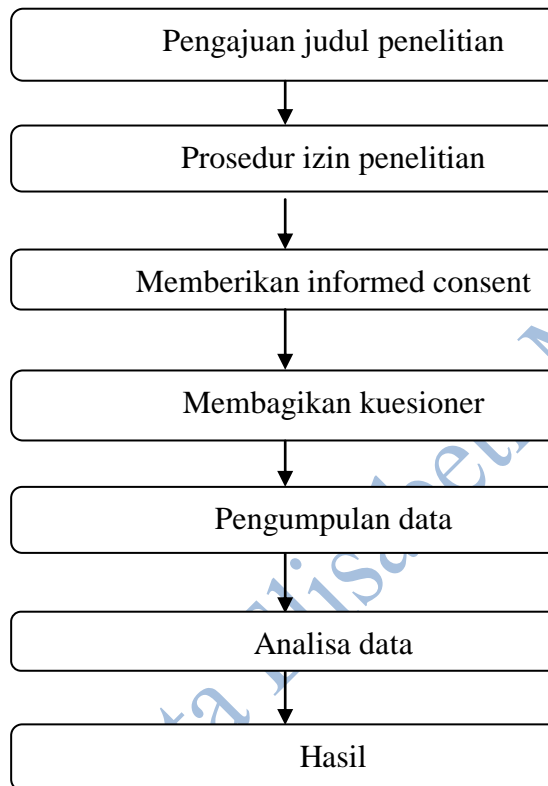 Pengajuan judul penelitian
Prosedur izin penelitian
Memberikan informed consent
Membagikan kuesioner
Pengumpulan data
Analisa data
Hasil